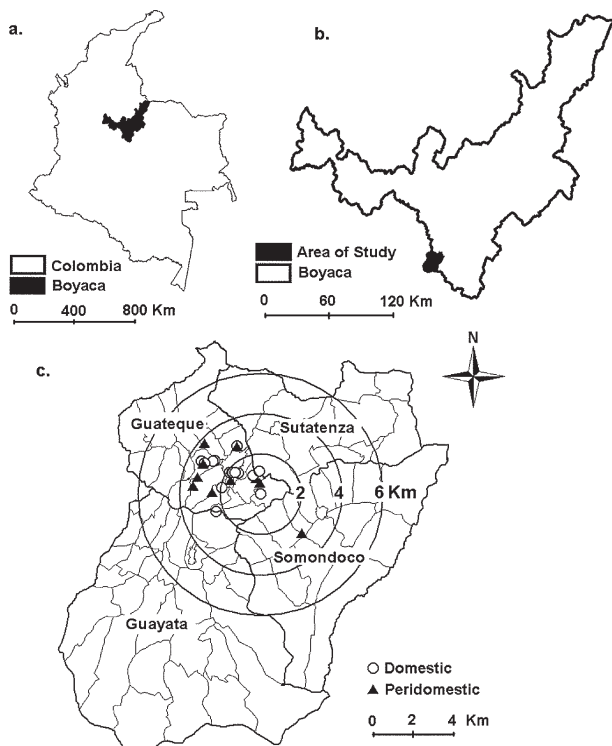 a.
Colombia
Boyaca
0 400 800 Km
b.
Area of Study
Boyaca
0 60 120 Km
N
c.
Guateque
Sutatenza
2 4 6 Km
Somondoco
Guayata
Domestic
Peridomestic
0 2 4 Km